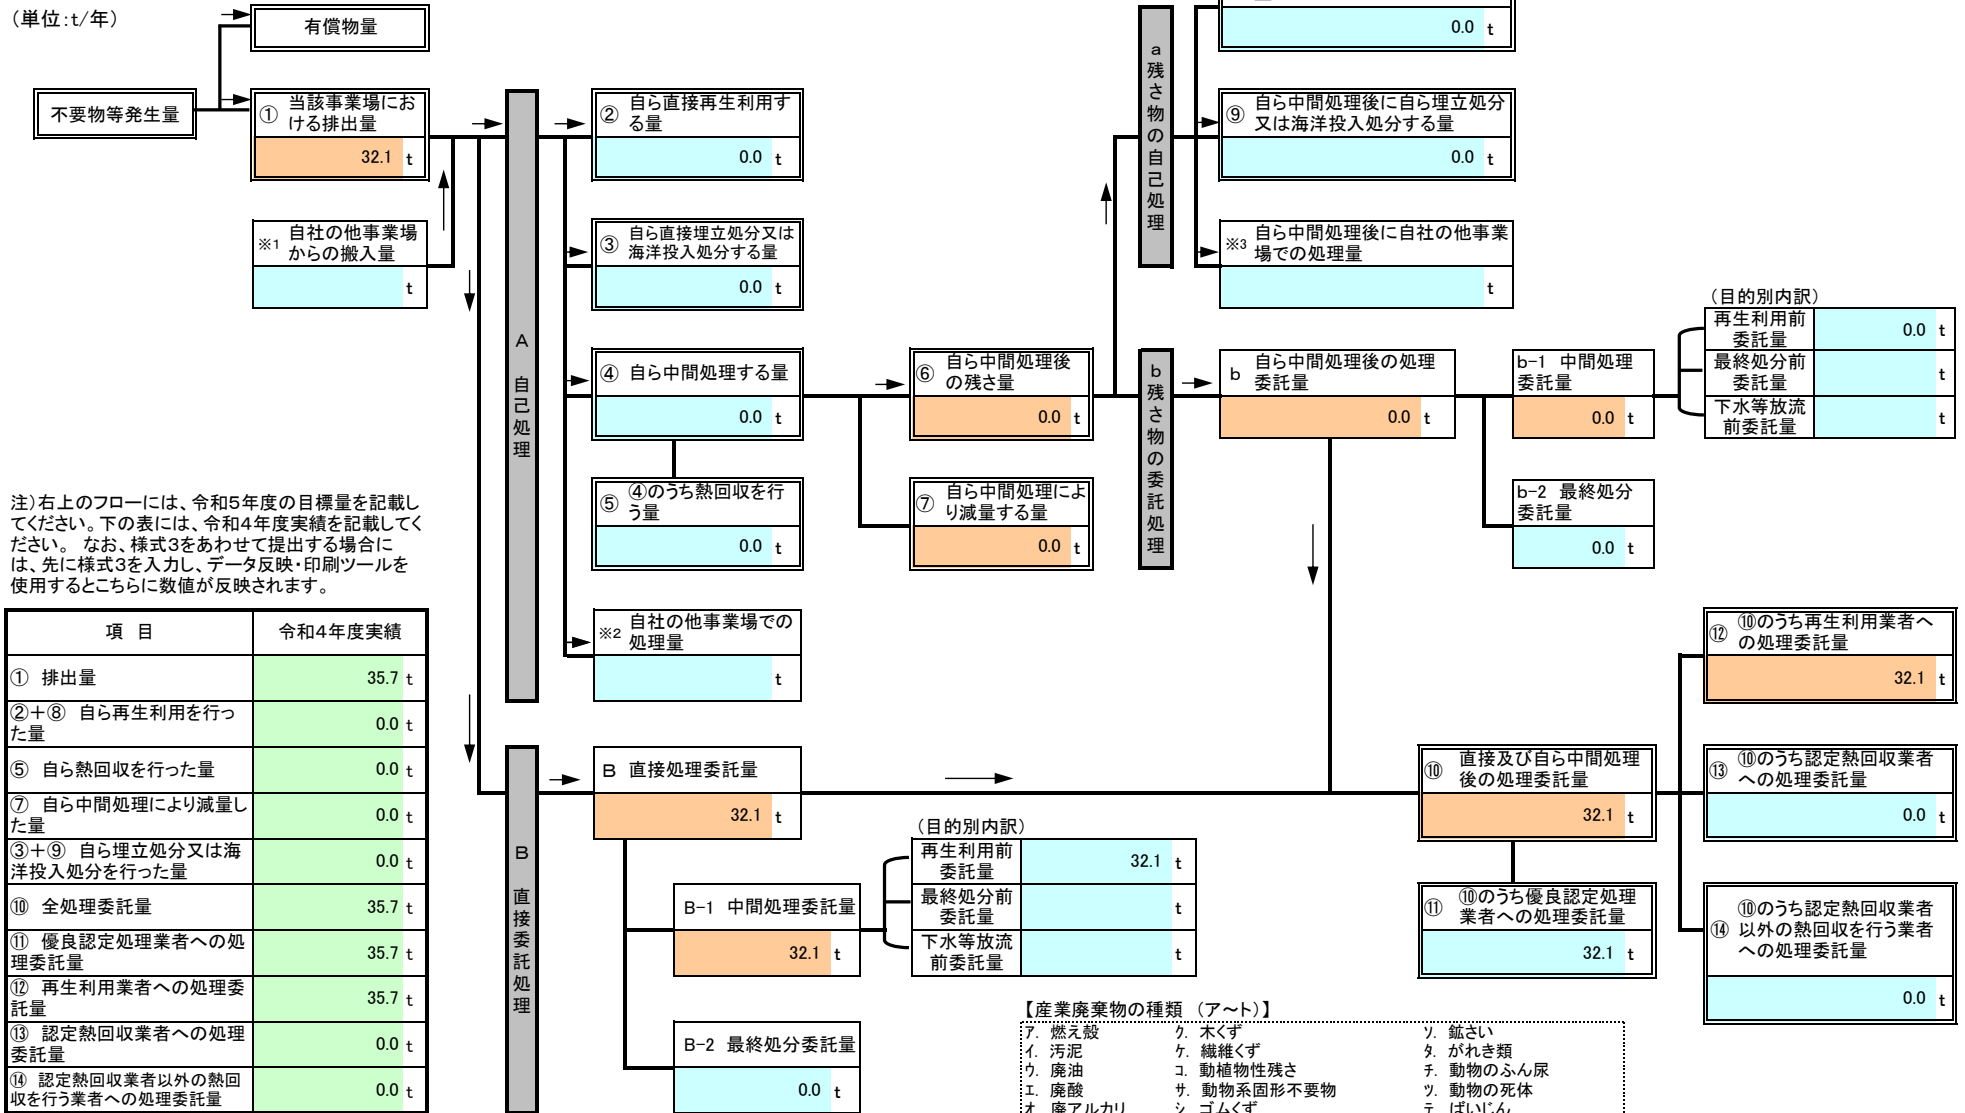 （単位：t/年）
有償物量
不要物等発生量
① 当該事業場にお
ける排出量
32.1 t
※1 自社の他事業場
からの搬入量
t
A 自己処理
② 自ら直接再生利用す
る量
0.0 t
③ 自ら直接埋立処分又は
海洋投入処分する量
0.0 t
④ 自ら中間処理する量
0.0 t
⑤ ④のうち熱回収を行
う量
0.0 t
※2 自社の他事業場での
処理量
t
⑥ 自ら中間処理後
の残さ量
0.0 t
⑦ 自ら中間処理によ
り減量する量
0.0 t
a 残さ物の自己処理
0.0 t
⑨ 自ら中間処理後に自ら埋立処分
又は海洋投入処分する量
0.0 t
※3 自ら中間処理後に自社の他事業
場での処理量
t
b 残さ物の委託処理
b 自ら中間処理後の処理
委託量
0.0 t
b-1 中間処理
委託量
0.0 t
b-2 最終処分
委託量
0.0 t
（目的別内訳）
再生利用前
委託量
0.0 t
最終処分前
委託量
t
下水等放流
前委託量
t
注）右上のフローには、令和５年度の目標量を記載し
てください。下の表には、令和４年度実績を記載してく
ださい。 なお、様式３をあわせて提出する場合に
は、先に様式３を入力し、データ反映・印刷ツールを
使用するとこちらに数値が反映されます。
項 目 令和４年度実績
① 排出量 35.7 t
②＋⑧ 自ら再生利用を行っ
た量 0.0 t
⑤ 自ら熱回収を行った量 0.0 t
⑦ 自ら中間処理により減量し
た量 0.0 t
③＋⑨ 自ら埋立処分又は海
洋投入処分を行った量 0.0 t
⑩ 全処理委託量 35.7 t
⑪ 優良認定処理業者への処
理委託量 35.7 t
⑫ 再生利用業者への処理委
託量 35.7 t
⑬ 認定熱回収業者への処理
委託量 0.0 t
⑭ 認定熱回収業者以外の熱回
収を行う業者への処理委託量 0.0 t
B 直接委託処理
B 直接処理委託量
32.1 t
B-1 中間処理委託量
32.1 t
B-2 最終処分委託量
0.0 t
（目的別内訳）
再生利用前
委託量
32.1 t
最終処分前
委託量
t
下水等放流
前委託量
t
⑩ 直接及び自ら中間処理
後の処理委託量
32.1 t
⑪ ⑩のうち優良認定処理
業者への処理委託量
32.1 t
⑫ ⑩のうち再生利用業者へ
の処理委託量
32.1 t
⑬ ⑩のうち認定熱回収業者
への処理委託量
0.0 t
⑭ ⑩のうち認定熱回収業者
以外の熱回収を行う業者
への処理委託量
0.0 t
【産業廃棄物の種類 （ア～ト）】
ア. 燃え殻 ク. 木くず ソ. 鉱さい
イ. 汚泥 ケ. 繊維くず タ. がれき類
ウ. 廃油 コ. 動植物性残さ チ. 動物のふん尿
エ. 廃酸 サ. 動物系固形不要物 ツ. 動物の死体
オ. 廃アルカリ シ. ゴムくず テ. ばいじん